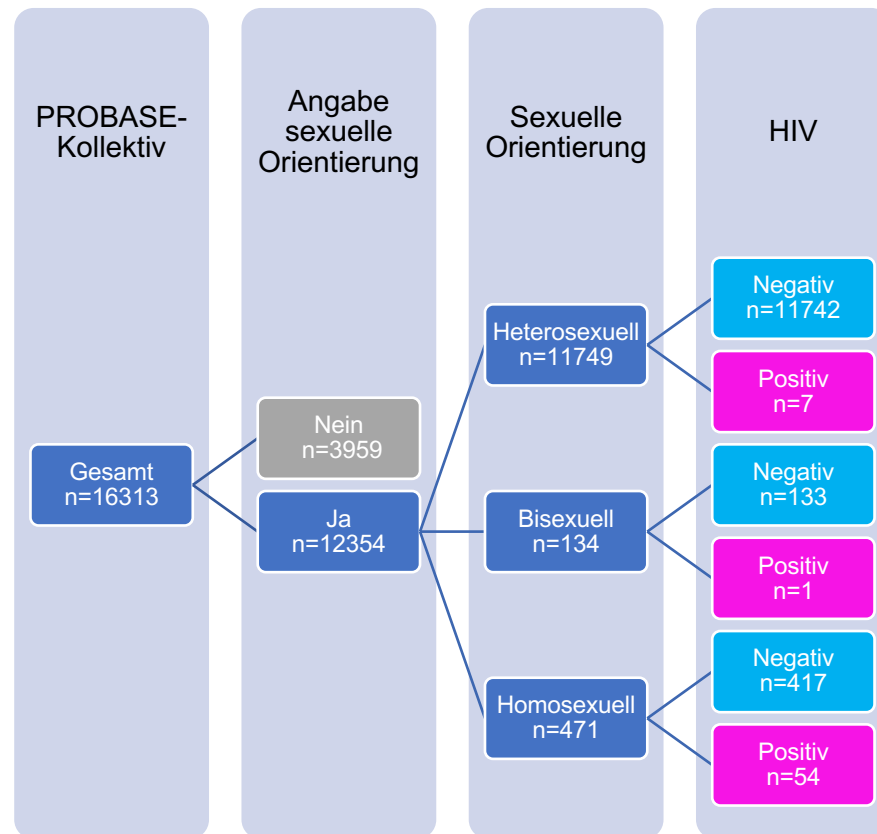 PROBASE-
Kollektiv
Angabe
sexuelle
Orientierung
Sexuelle
Orientierung
HIV
Gesamt
n=16313
Nein
n=3959
Ja
n=12354
Heterosexuell
n=11749
Bisexuell
n=134
Homosexuell
n=471
Negativ
n=11742
Positiv
n=7
Negativ
n=133
Positiv
n=1
Negativ
n=417
Positiv
n=54